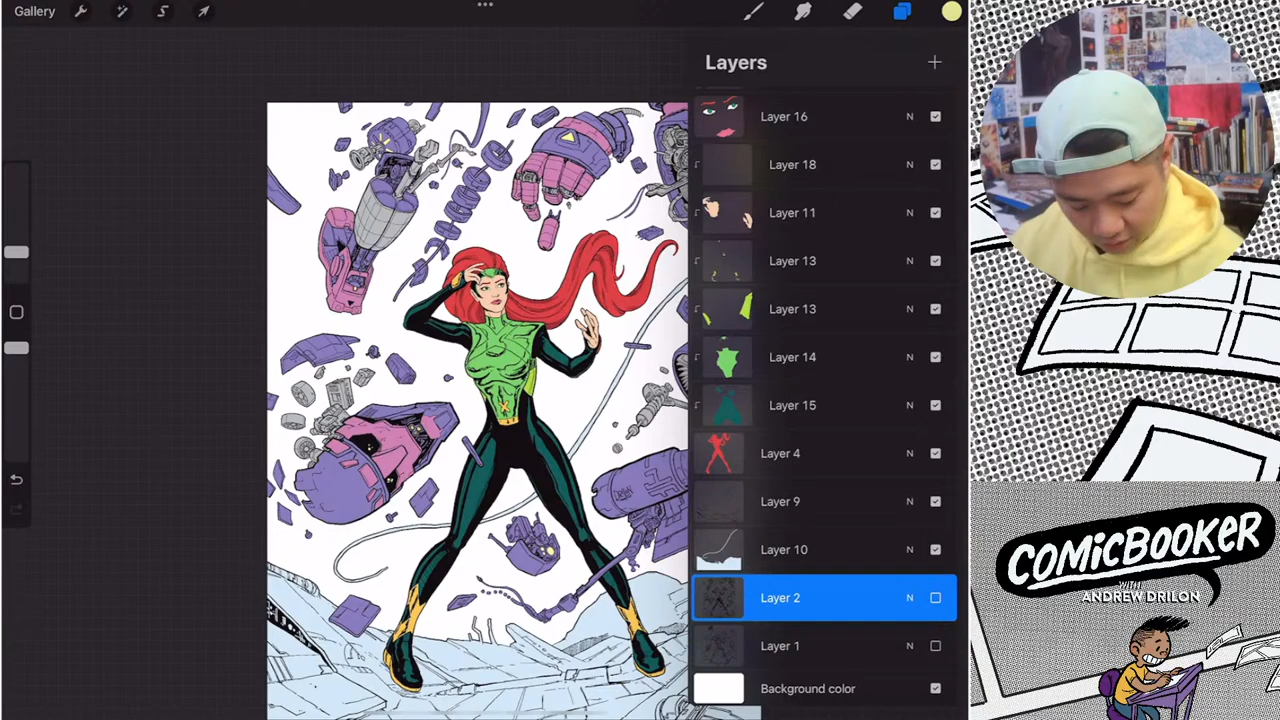 Gallery
Layers
Layer 16
N
Layer 18
N
Layer 11
N
Layer 13
N
Layer 13
N
Layer 14
N
Layer 15
N
Layer 4
N
Layer 9
N
Layer 10
N
Layer 2
N
Layer 1
N
Background color
COMICBOOKER
WITH
ANDREW DRILON